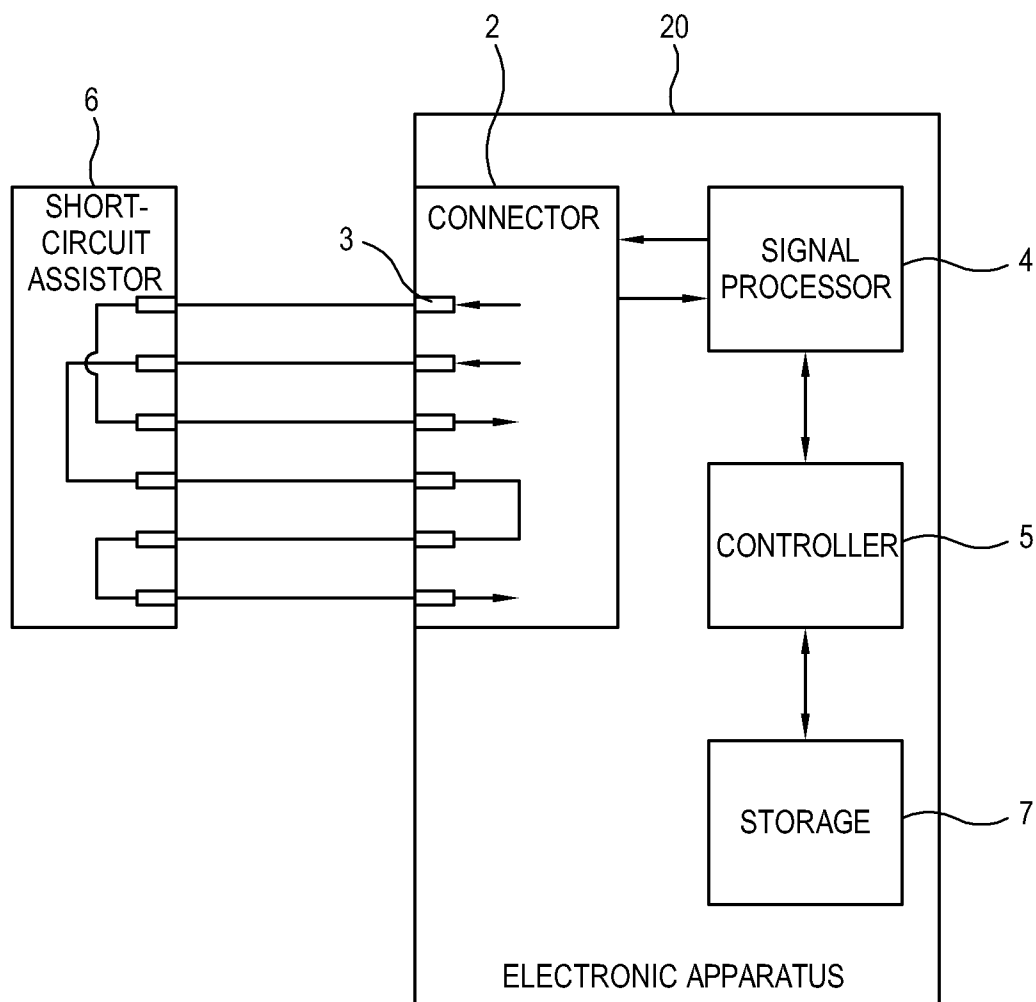 20
2
6
SHORT-
CIRCUIT
ASSISTOR
CONNECTOR
3
SIGNAL
PROCESSOR
4
CONTROLLER
5
STORAGE
7
ELECTRONIC APPARATUS